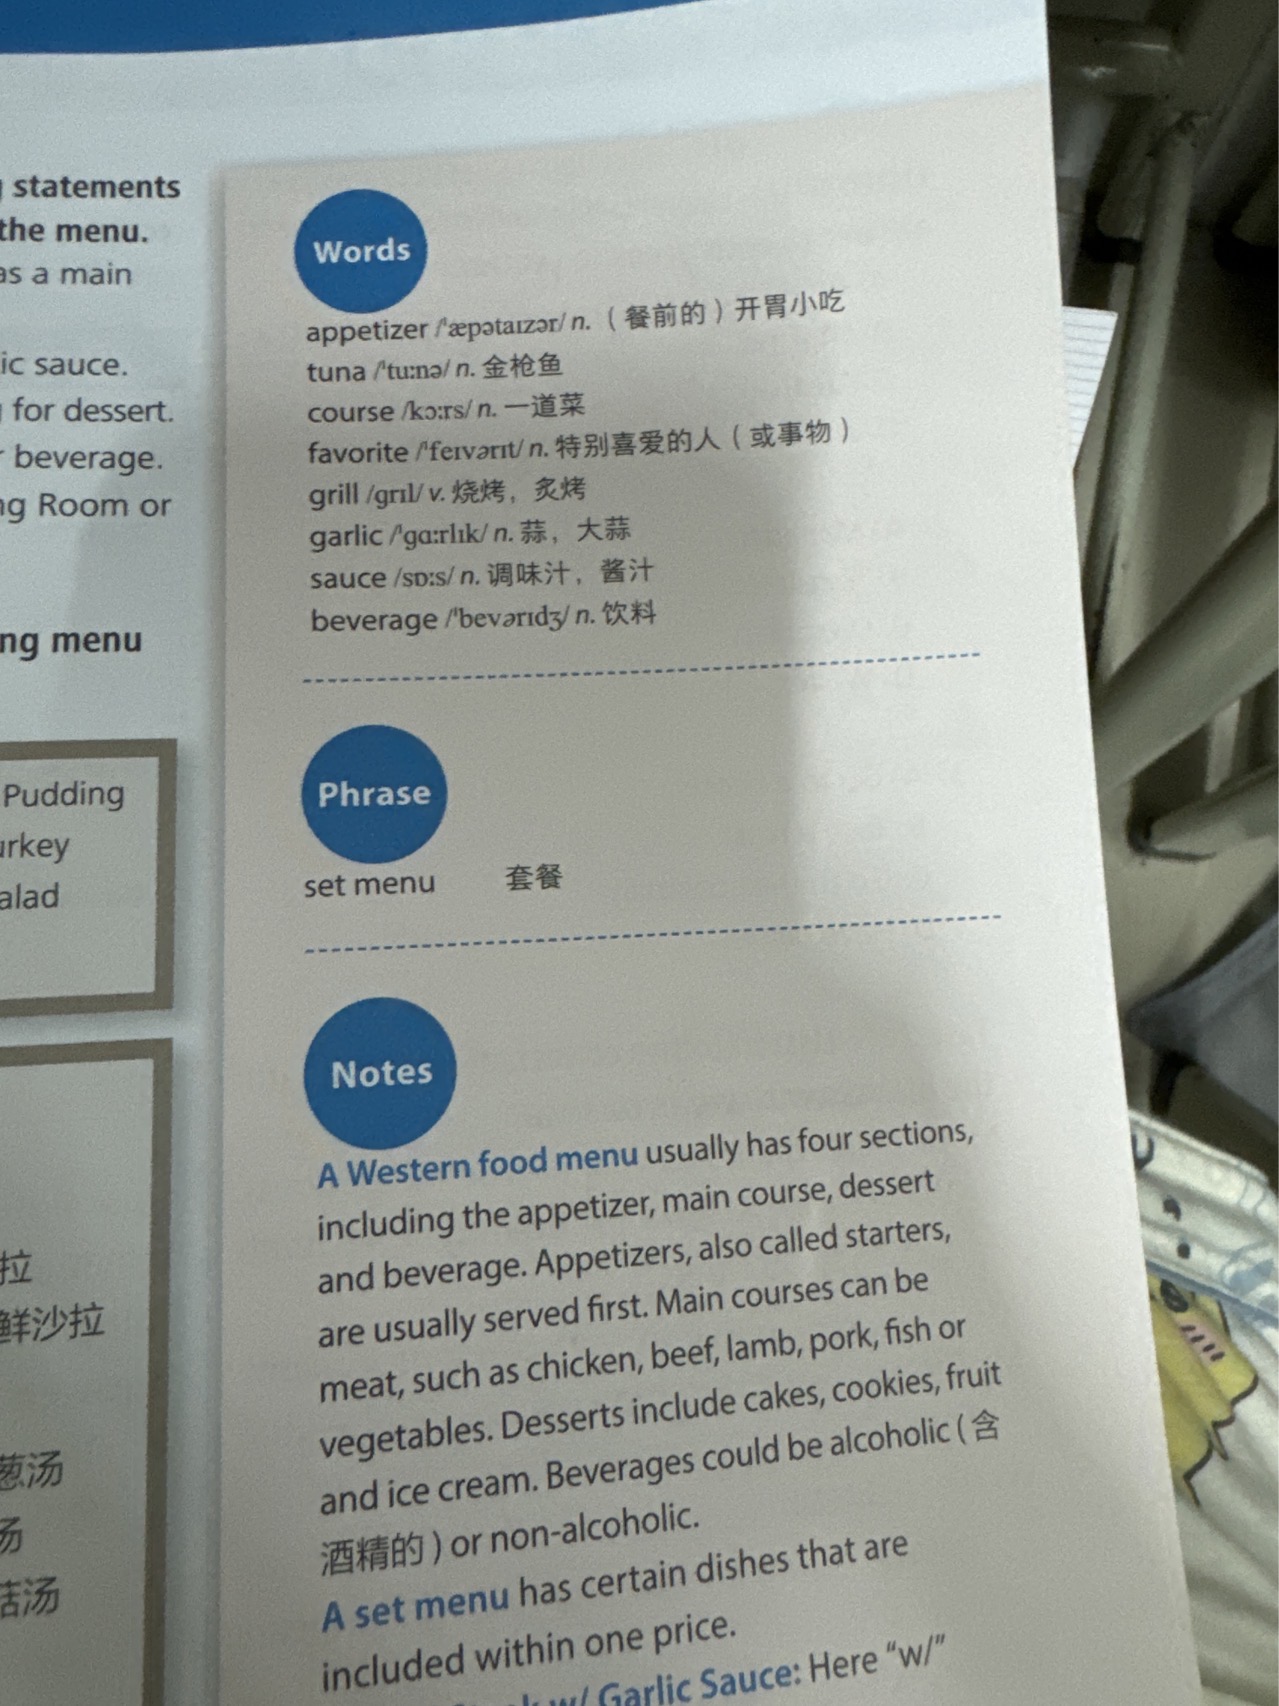 statements
the menu.
as a main
ic sauce.
for dessert.
beverage.
ng Room or
ng menu
Pudding
urkey
alad
拉
鲜沙拉
葱汤
汤
菇汤
Words
appetizer /ˈæpətaɪzər/ n.（餐前的）开胃小吃
tuna /ˈtuːnə/ n. 金枪鱼
course /kɔːrs/ n. 一道菜
favorite /ˈfeɪvərɪt/ n. 特别喜爱的人（或事物）
grill /grɪl/ v. 烧烤，炙烤
garlic /ˈgɑːrlɪk/ n. 蒜，大蒜
sauce /sɒːs/ n. 调味汁，酱汁
beverage /ˈbevərɪdʒ/ n. 饮料
Phrase
set menu 套餐
Notes
A Western food menu usually has four sections,
including the appetizer, main course, dessert
and beverage. Appetizers, also called starters,
are usually served first. Main courses can be
meat, such as chicken, beef, lamb, pork, fish or
vegetables. Desserts include cakes, cookies, fruit
and ice cream. Beverages could be alcoholic (含
酒精的) or non-alcoholic.
A set menu has certain dishes that are
included within one price.
w/ Garlic Sauce: Here “w/”